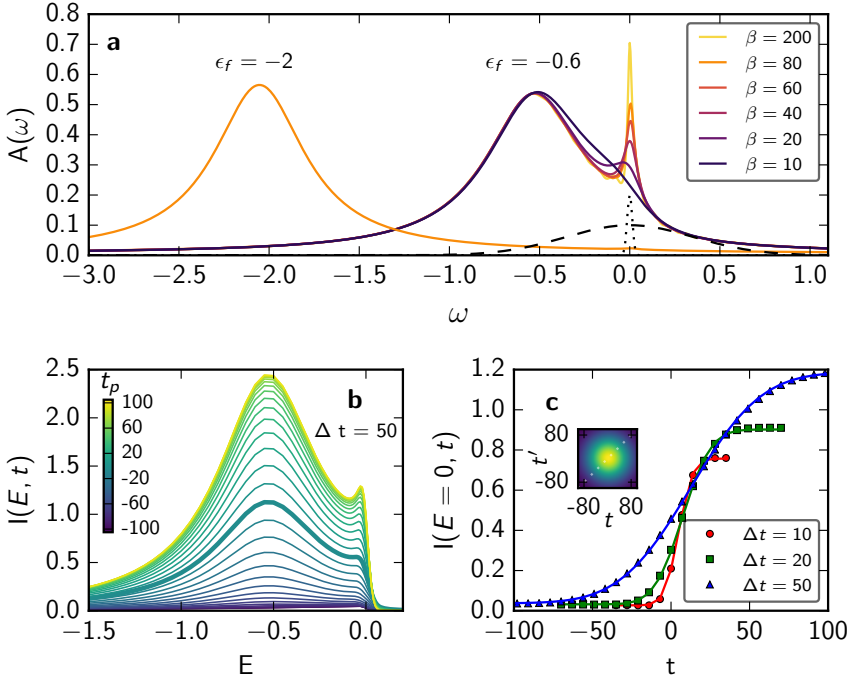 a
ϵ_f = −2
ϵ_f = −0.6
β = 200
β = 80
β = 60
β = 40
β = 20
β = 10
A(ω)
0.8
0.7
0.6
0.5
0.4
0.3
0.2
0.1
0.0
−3.0 −2.5 −2.0 −1.5 −1.0 −0.5 0.0 0.5 1.0
ω
b
t_p
100
60
20
-20
-60
-100
Δ t = 50
I(E, t)
2.5
2.0
1.5
1.0
0.5
0.0
−1.5 −1.0 −0.5 0.0
E
c
80
-80
t′
-80 80
t
Δt = 10
Δt = 20
Δt = 50
I(E = 0, t)
1.2
1.0
0.8
0.6
0.4
0.2
0.0
−100 −50 0 50 100
t